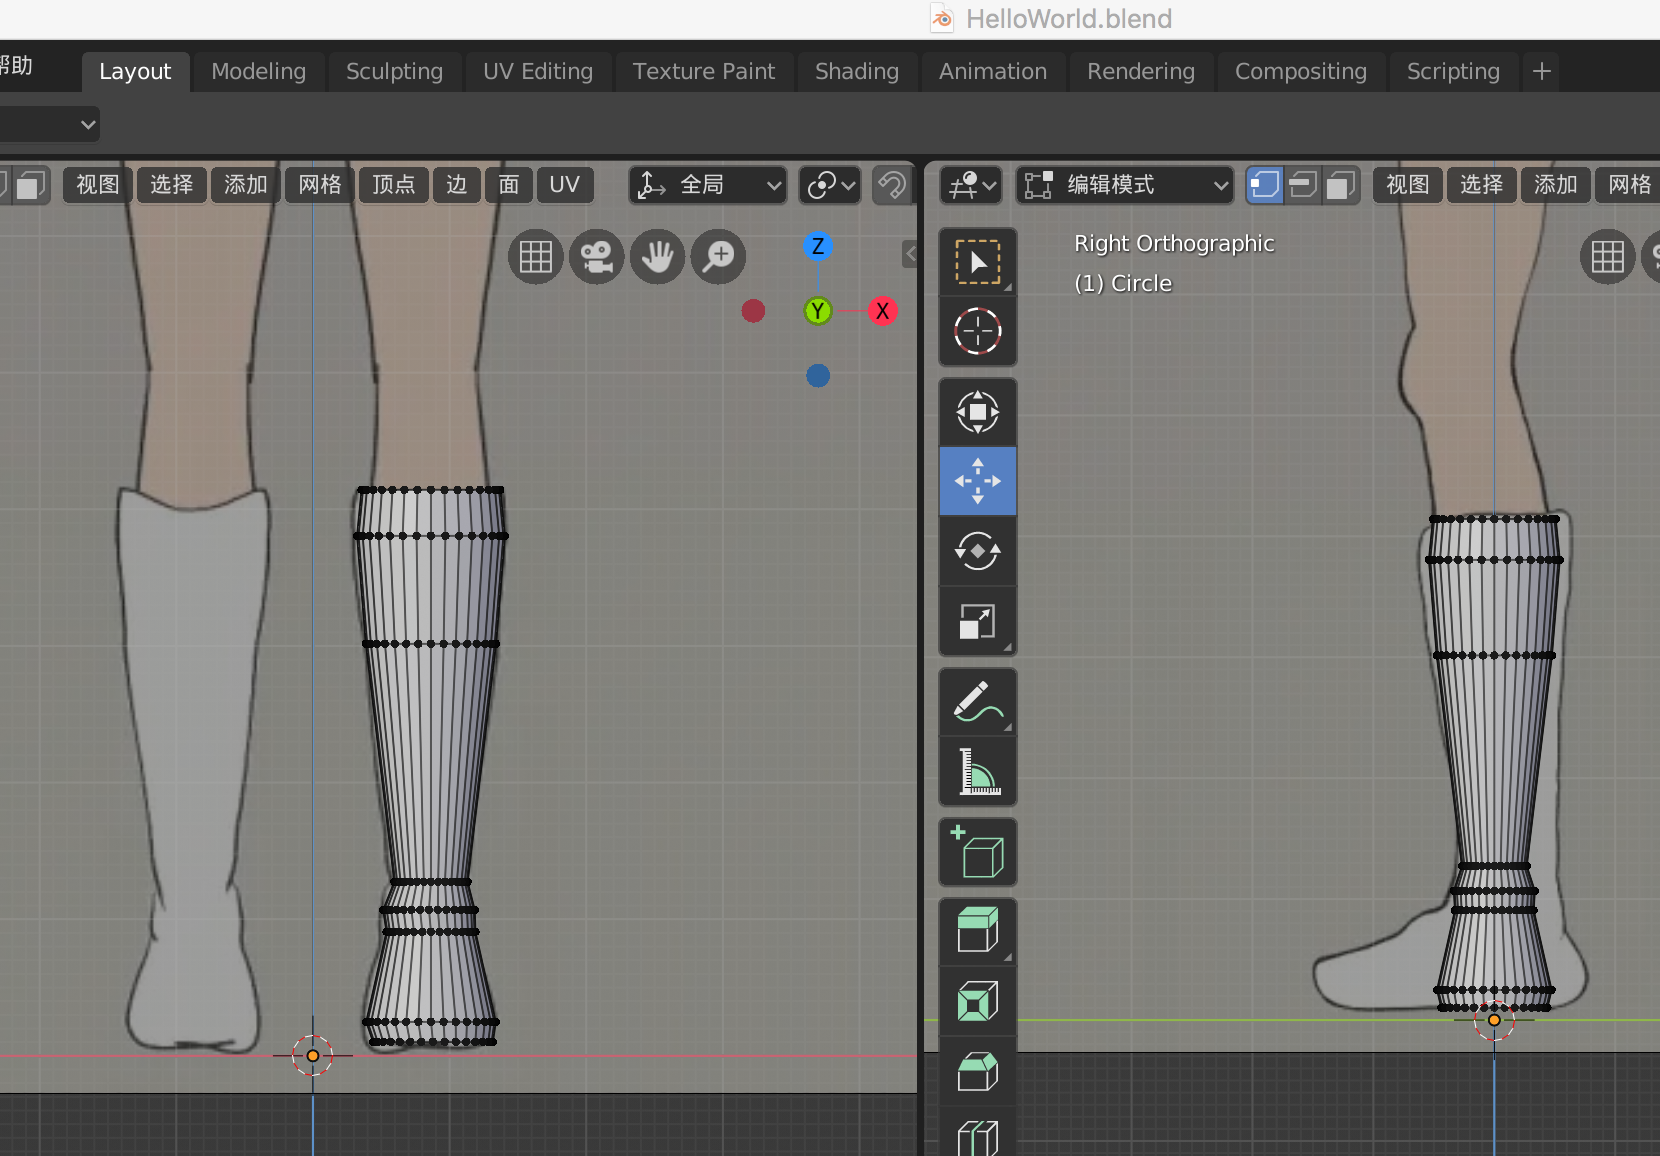 HelloWorld.blend
帮助 Layout Modeling Sculpting UV Editing Texture Paint Shading Animation Rendering Compositing Scripting +
视图 选择 添加 网格 顶点 边 面 UV 全局
编辑模式 视图 选择 添加 网格
Right Orthographic
(1) Circle
Z
Y
X